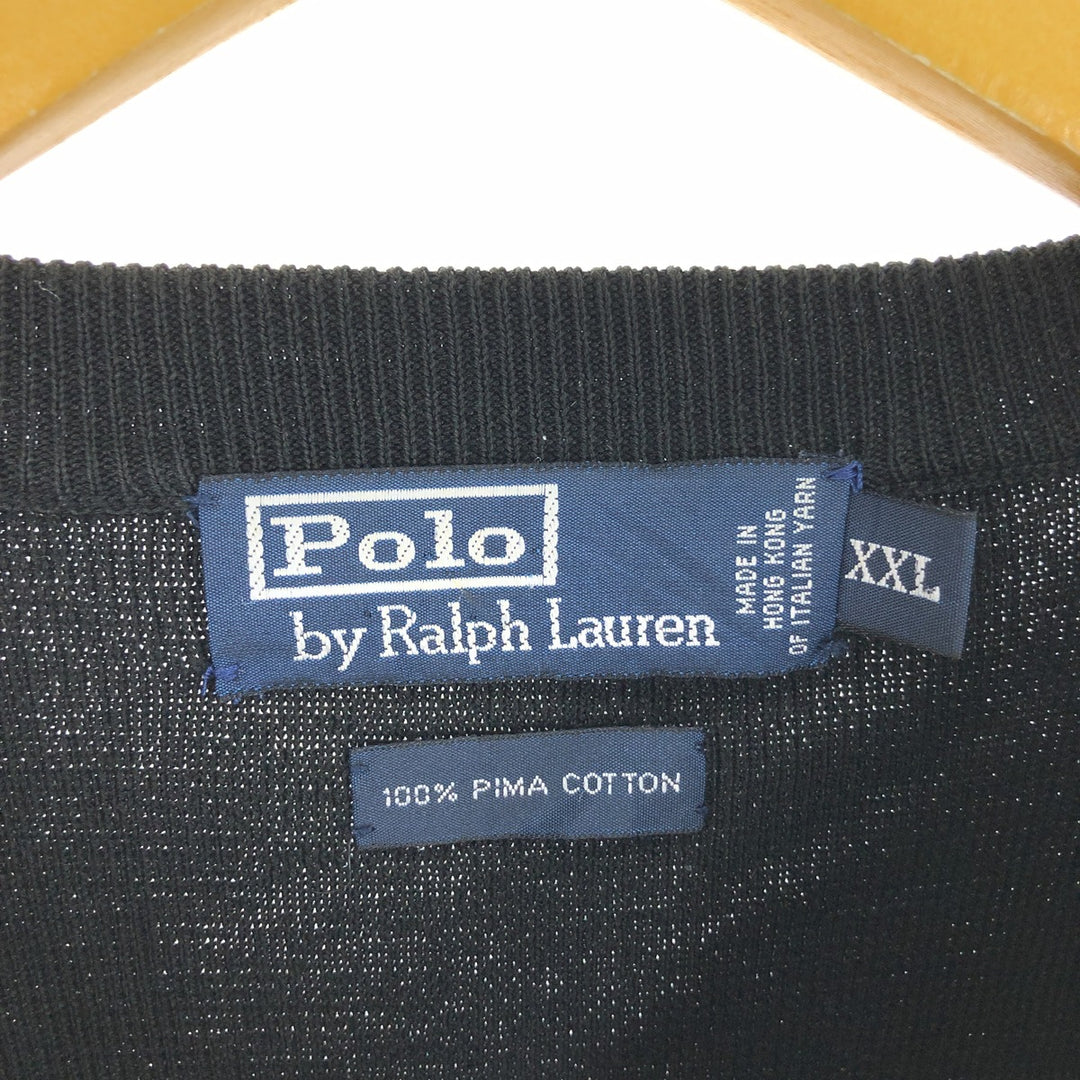 Polo
by Ralph Lauren
MADE IN
HONG KONG
OF ITALIAN YARN
XXL
100% PIMA COTTON